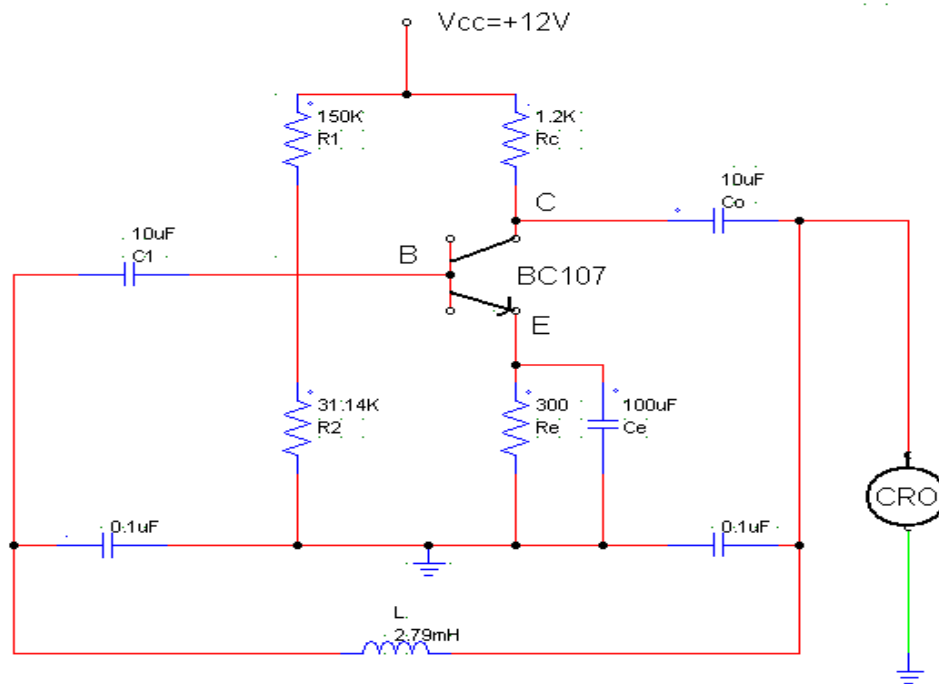 Vcc=+12V
150K
R1
1.2K
Rc
10uF
Co
C
10uF
C1
B
BC107
E
31.14K
R2
300
Re
100uF
Ce
CRO
0.1uF
0.1uF
L.
2.79mH